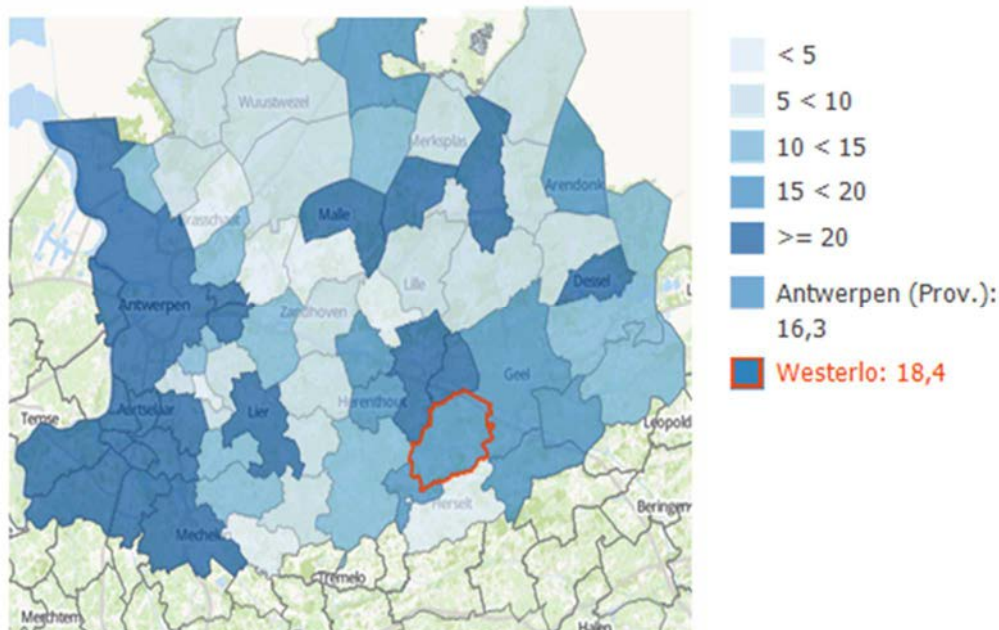 Wuustwezel
Merksplas
Brasschaat
Malle
Arendonk
Antwerpen
Zandhoven
Lille
Dessel
Geel
Herenthout
Aartselaar
Lier
Temse
Leopold
Herselt
Mechelen
Beringen
Tremelo
Merchtem
Halen
< 5
5 < 10
10 < 15
15 < 20
>= 20
Antwerpen (Prov.):
16,3
Westerlo: 18,4